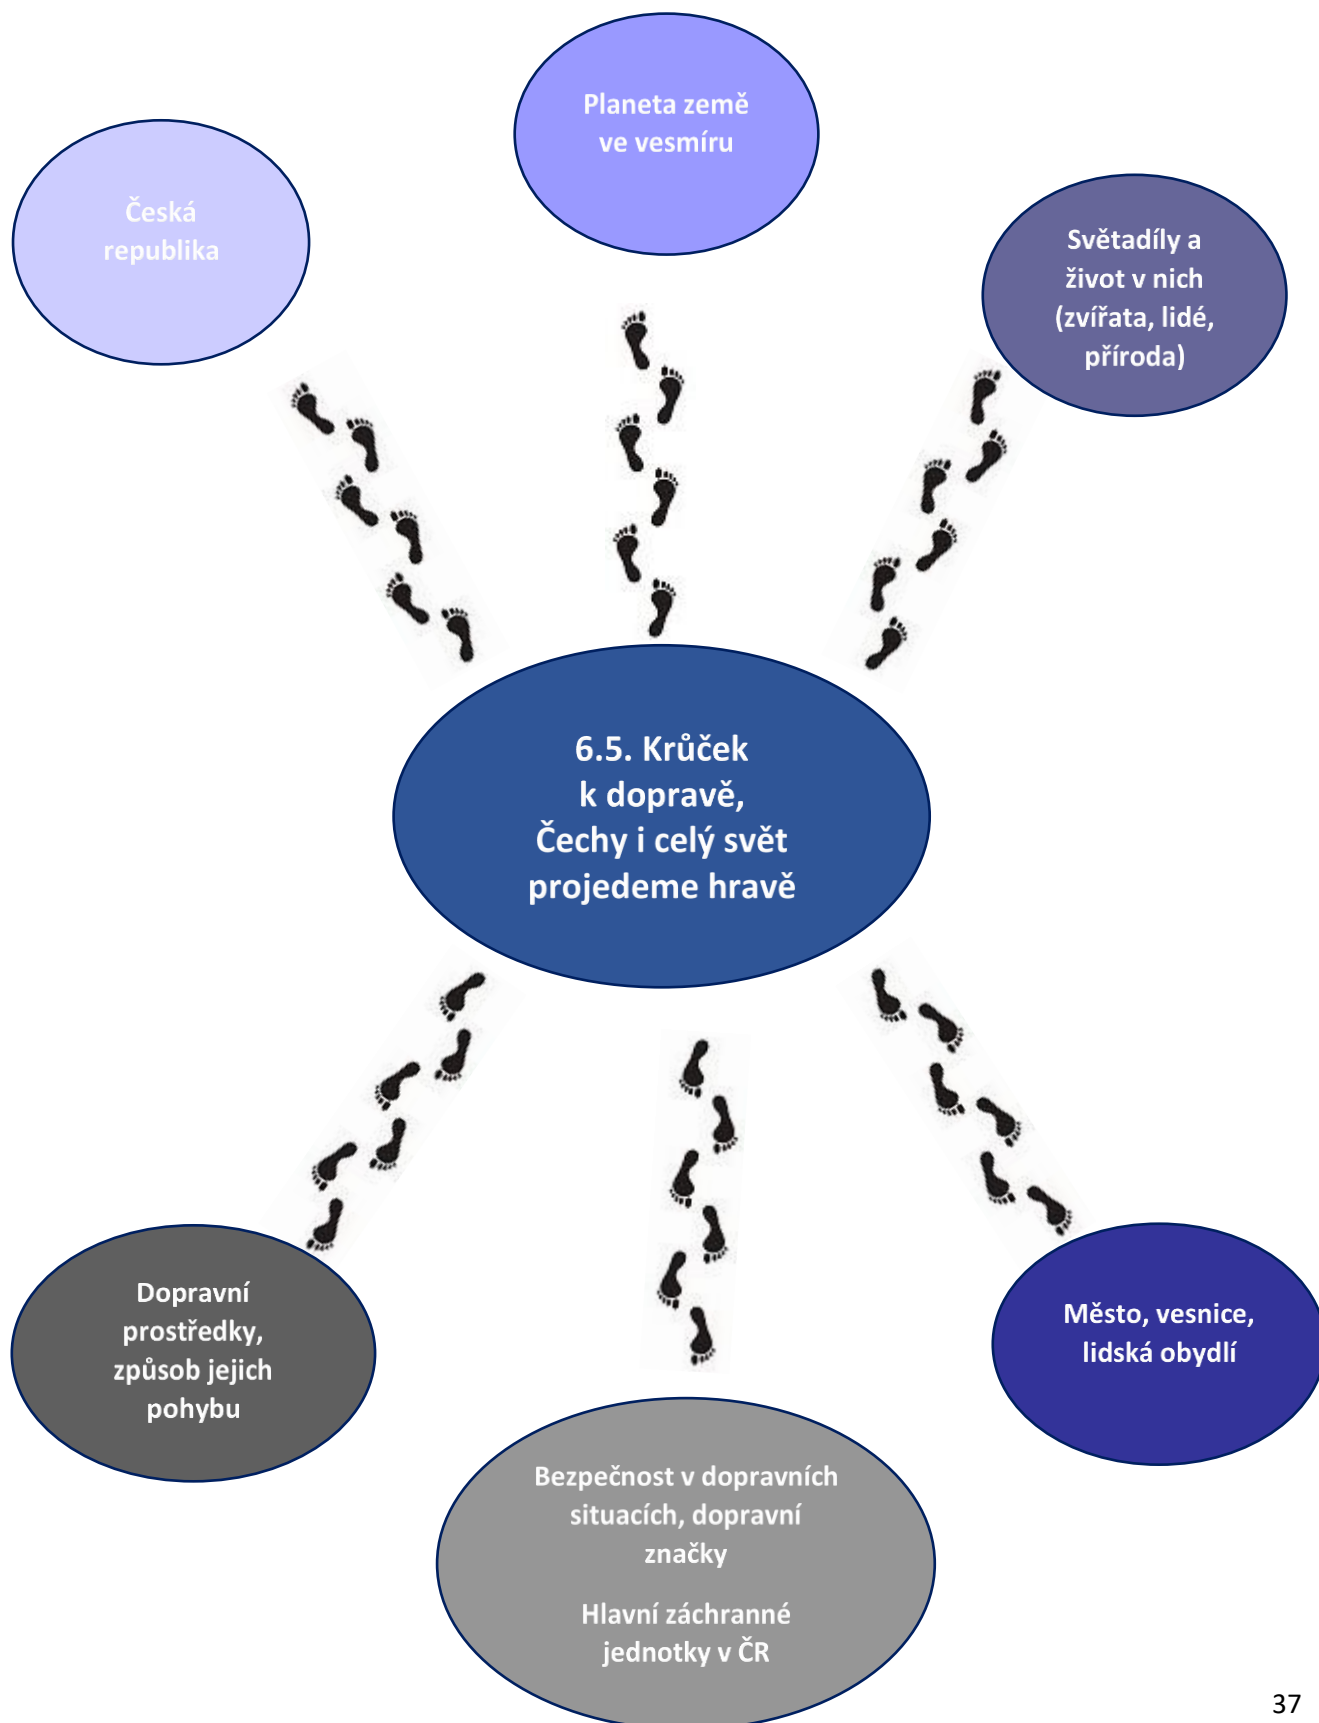 Planeta země
ve vesmíru
Česká
republika
Světadíly a
život v nich
(zvířata, lidé,
příroda)
6.5. Krůček
k dopravě,
Čechy i celý svět
projedeme hravě
Dopravní
prostředky,
způsob jejich
pohybu
Město, vesnice,
lidská obydlí
Bezpečnost v dopravních
situacích, dopravní
značky
Hlavní záchranné
jednotky v ČR
37